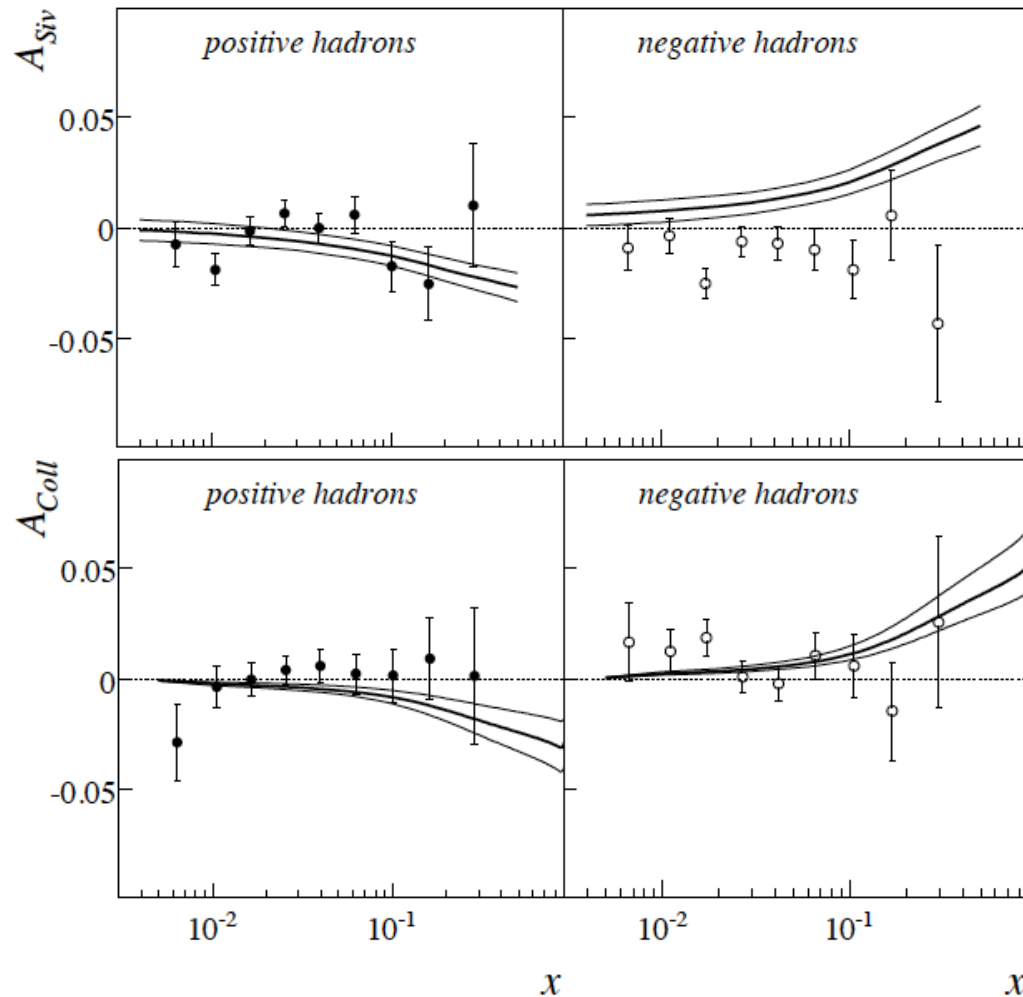 A_Siv
positive hadrons
negative hadrons
0.05
0
-0.05
A_Coll
positive hadrons
negative hadrons
0.05
0
-0.05
10⁻² 10⁻¹ 10⁻² 10⁻¹
x x